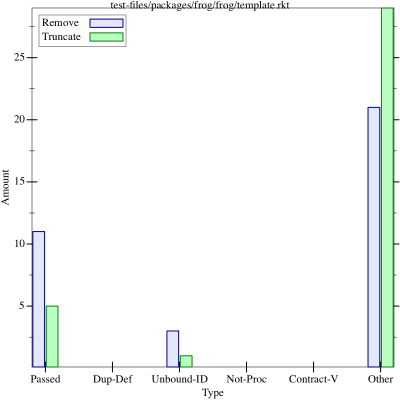 test-files/packages/frog/frog/template.rkt
Remove
Truncate
25
20
15
10
5
Amount
Passed Dup-Def Unbound-ID Not-Proc Contract-V Other
Type